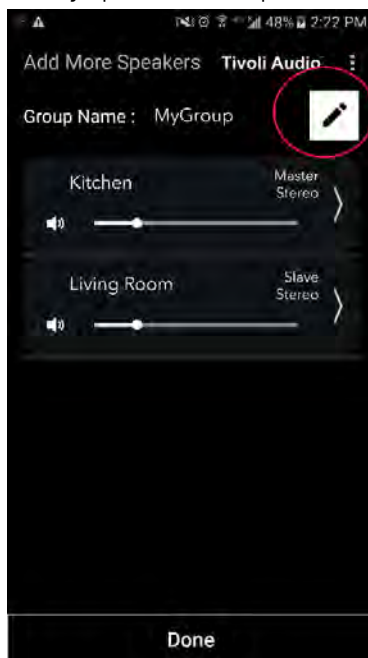 48% 2:22 PM
Add More Speakers Tivoli Audio
Group Name : MyGroup
Kitchen
Master
Stereo
Living Room
Slave
Stereo
Done